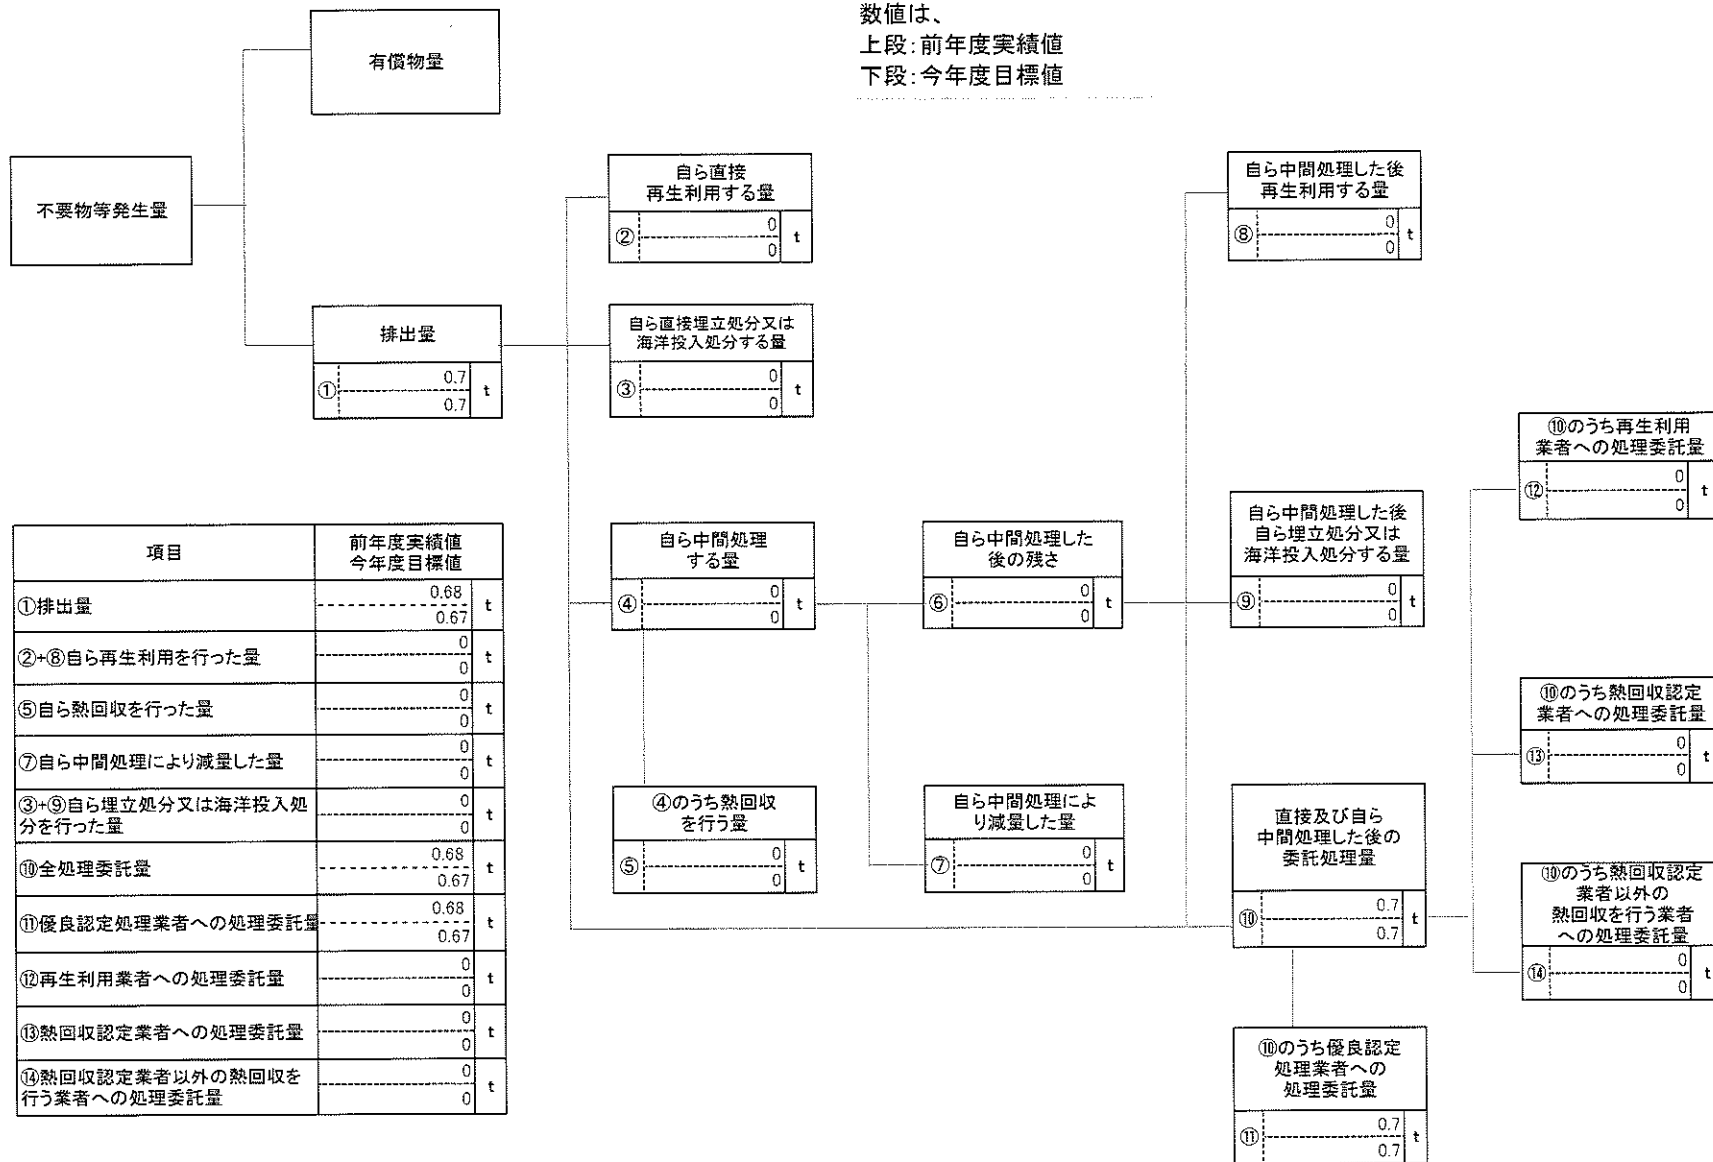 数値は、
上段:前年度実績値
下段:今年度目標値
有償物量
不要物等発生量
排出量
①
0.7
0.7
t
自ら直接
再生利用する量
②
0
0
t
自ら直接埋立処分又は
海洋投入処分する量
③
0
0
t
自ら中間処理
する量
④
0
0
t
④のうち熱回収
を行う量
⑤
0
0
t
自ら中間処理した
後の残さ
⑥
0
0
t
自ら中間処理によ
り減量した量
⑦
0
0
t
自ら中間処理した後
再生利用する量
⑧
0
0
t
自ら中間処理した後
自ら埋立処分又は
海洋投入処分する量
⑨
0
0
t
直接及び自ら
中間処理した後の
委託処理量
⑩
0.7
0.7
t
⑩のうち優良認定
処理業者への
処理委託量
⑪
0.7
0.7
t
⑩のうち再生利用
業者への処理委託量
⑫
0
0
t
⑩のうち熱回収認定
業者への処理委託量
⑬
0
0
t
⑩のうち熱回収認定
業者以外の
熱回収を行う業者
への処理委託量
⑭
0
0
t
項目
前年度実績値
今年度目標値
①排出量
0.68
0.67
t
②+⑧自ら再生利用を行った量
0
0
t
⑤自ら熱回収を行った量
0
0
t
⑦自ら中間処理により減量した量
0
0
t
③+⑨自ら埋立処分又は海洋投入処
分を行った量
0
0
t
⑩全処理委託量
0.68
0.67
t
⑪優良認定処理業者への処理委託量
0.68
0.67
t
⑫再生利用業者への処理委託量
0
0
t
⑬熱回収認定業者への処理委託量
0
0
t
⑭熱回収認定業者以外の熱回収を
行う業者への処理委託量
0
0
t